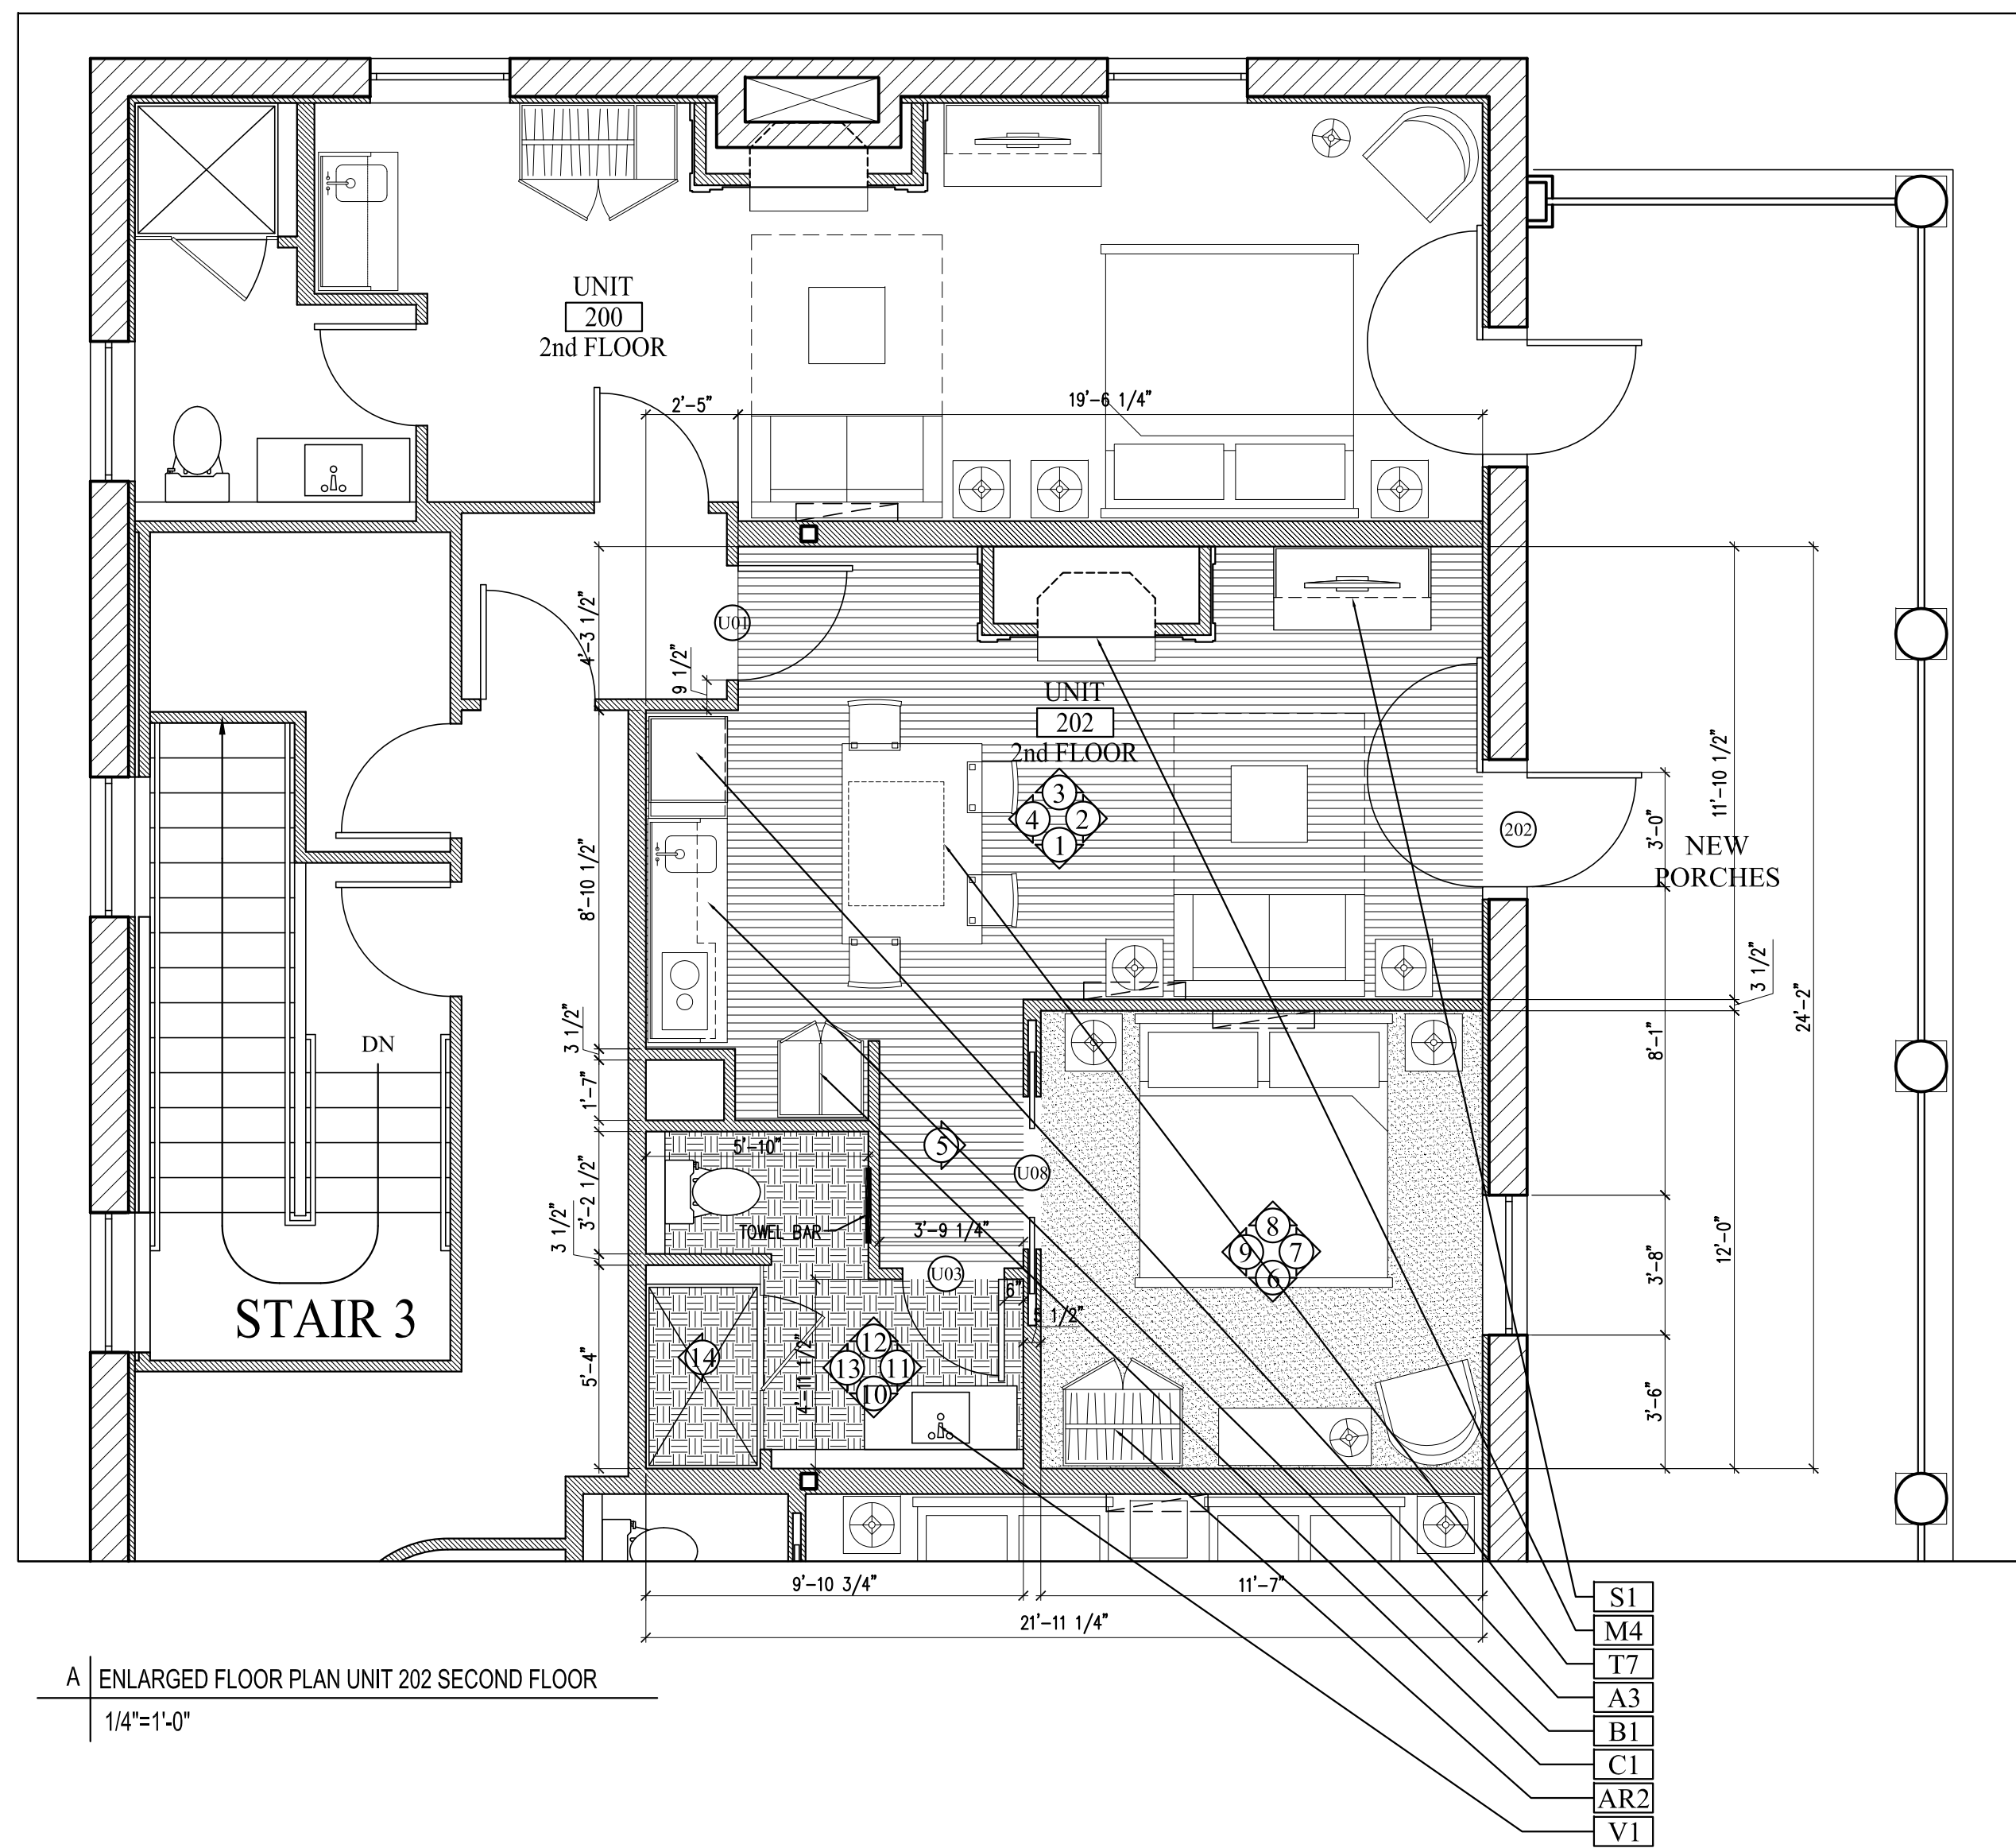 UNIT
200
2nd FLOOR
2'-5"
19'-6 1/4"
4'-3 1/2"
U01
9 1/2"
UNIT
202
2nd FLOOR
3
4
2
1
202
11'-10 1/2"
3'-0"
NEW
PORCHES
8'-10 1/2"
3 1/2"
24'-2"
DN
3 1/2"
8'-1"
1'-7"
5'-10"
5
U08
3'-2 1/2"
3 1/2"
TOWEL BAR
3'-9 1/4"
8
9
7
6
12'-0"
3'-8"
U03
6"
5 1/2"
STAIR 3
14
12
13
11
10
4'-11 1/2"
5'-4"
3'-6"
9'-10 3/4"
11'-7"
21'-11 1/4"
S1
M4
T7
A3
B1
C1
AR2
V1
A
ENLARGED FLOOR PLAN UNIT 202 SECOND FLOOR
1/4"=1'-0"